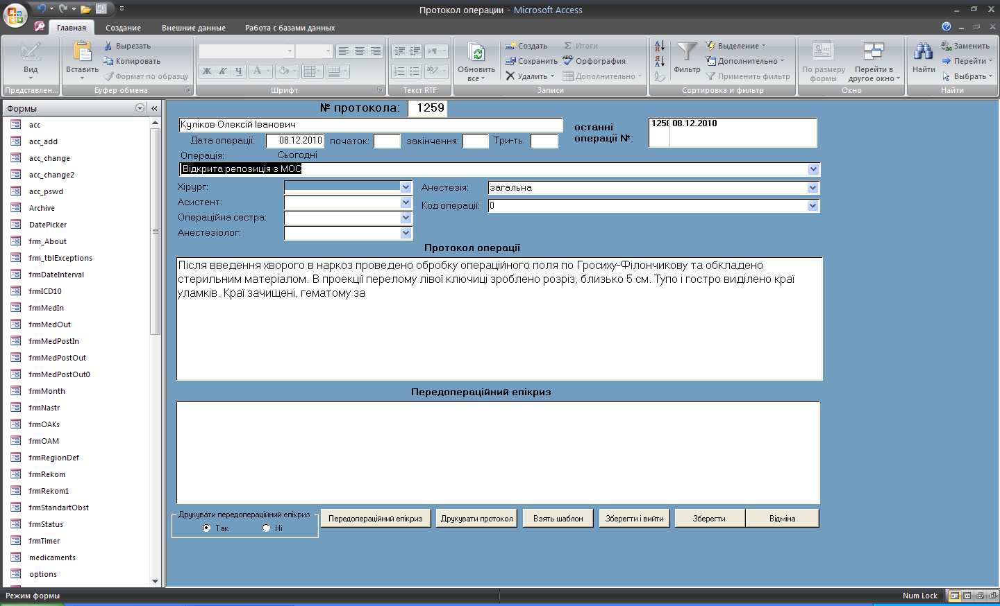 Протокол операции - Microsoft Access
Главная Создание Внешние данные Работа с базами данных
Вид
Представлен...
Вставить
Вырезать
Копировать
Формат по образцу
Буфер обмена
Ж К Ч A
Шрифт
ab
Текст RTF
Обновить все
Создать
Сохранить
Удалить
Итоги
Орфография
Дополнительно
Записи
Фильтр
Выделение
Дополнительно
Применить фильтр
Сортировка и фильтр
По размеру формы
Перейти в другое окно
Окно
Найти
Заменить
Перейти
Выбрать
Найти
Формы
acc
acc_add
acc_change
acc_change2
acc_pswd
Archive
DatePicker
frm_About
frm_tblExceptions
frmDateInterval
frmICD10
frmMedIn
frmMedOut
frmMedPostIn
frmMedPostOut
frmMedPostOut0
frmMonth
frmNastr
frmOAKs
frmOAM
frmRegionDef
frmRekom
frmRekom1
frmStandartObst
frmStatus
frmTimer
medicaments
options
№ протокола: 1259
Куліков Олексій Іванович
останні операції №: 1258 08.12.2010
Дата операції: 08.12.2010 початок: закінчення: Три-ть:
Операція: Сьогодні
Відкрита репозиція з МОС
Хірург:
Асистент:
Операційна сестра:
Анестезіолог:
Анестезія: загальна
Код операції: 0
Протокол операції
Після введення хворого в наркоз проведено обробку операційного поля по Гросиху-Філончикову та обкладено
стерильним матеріалом. В проекції перелому лівої ключиці зроблено розріз, близько 5 см. Тупо і гостро виділено краї
уламків. Краї зачищені, гематому за
Передопераційний епікриз
Друкувати передопераційний епікриз
Так Ні
Передопераційний епікриз Друкувати протокол Взять шаблон Зберегти і вийти Зберегти Відміна
Режим формы Num Lock